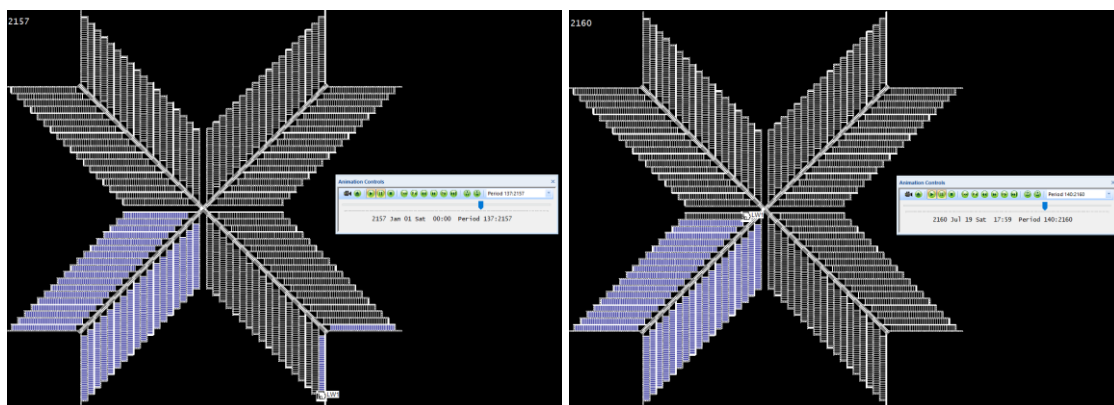 2157
Animation Controls
Period 137:2157
2157 Jan 01 Sat 00:00 Period 137:2157
LW1
2160
Animation Controls
Period 140:2160
2160 Jul 19 Sat 17:59 Period 140:2160